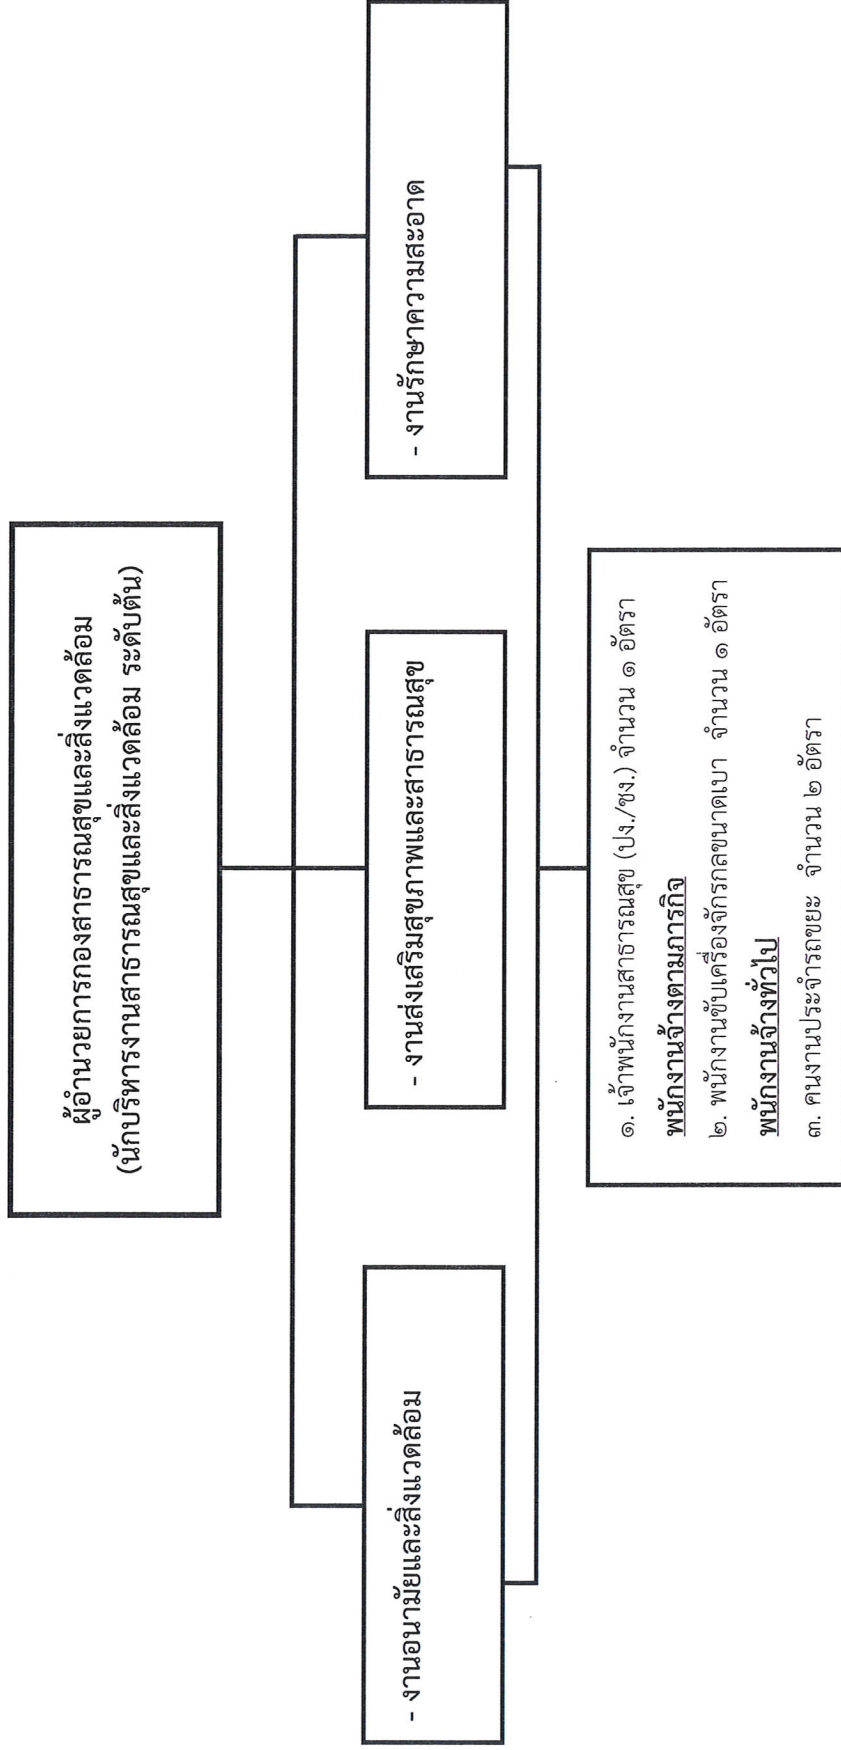 ผู้อำนวยการกองสาธารณสุขและสิ่งแวดล้อม
(นักบริหารงานสาธารณสุขและสิ่งแวดล้อม ระดับต้น)
- งานอนามัยและสิ่งแวดล้อม
- งานส่งเสริมสุขภาพและสาธารณสุข
- งานรักษาความสะอาด
๑. เจ้าพนักงานสาธารณสุข (ปง./ชง.) จำนวน ๑ อัตรา
พนักงานจ้างตามภารกิจ
๒. พนักงานขับเครื่องจักรกลขนาดเบา จำนวน ๑ อัตรา
พนักงานจ้างทั่วไป
๓. คนงานประจำรถขยะ จำนวน ๒ อัตรา